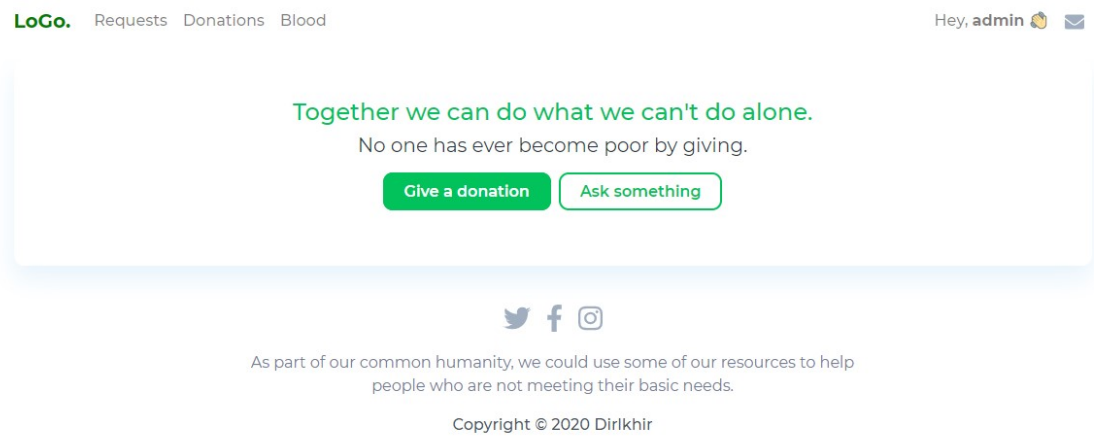 LoGo. Requests Donations Blood Hey, admin 👏
Together we can do what we can't do alone.
No one has ever become poor by giving.
Give a donation Ask something
As part of our common humanity, we could use some of our resources to help
people who are not meeting their basic needs.
Copyright © 2020 Dirlkhir